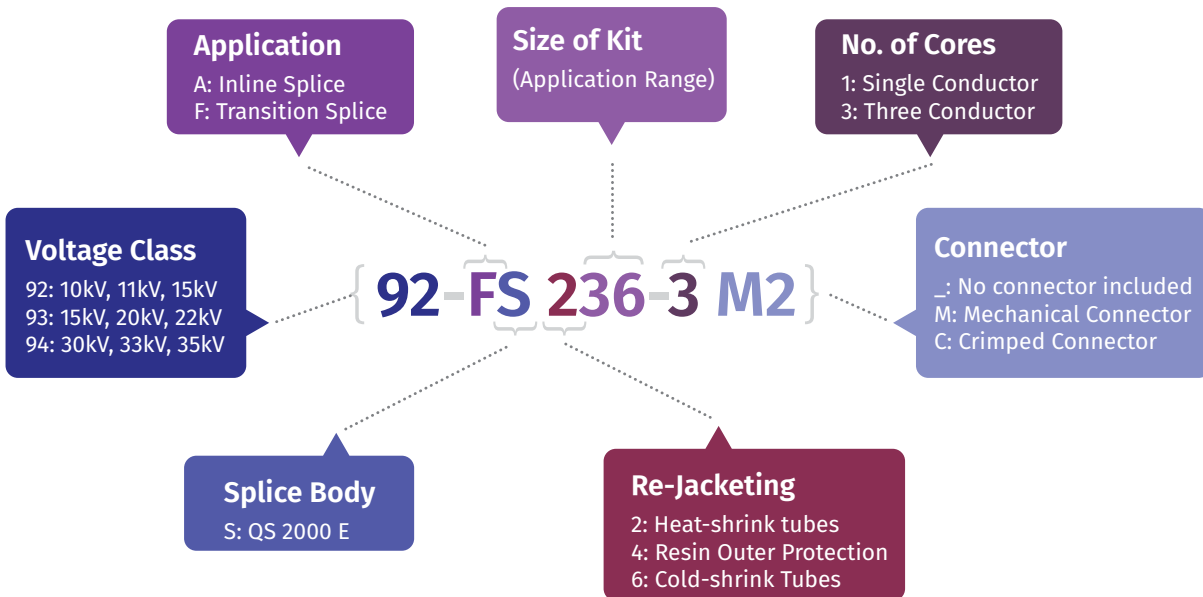 Application
A: Inline Splice
F: Transition Splice
Size of Kit
(Application Range)
No. of Cores
1: Single Conductor
3: Three Conductor
Voltage Class
92: 10kV, 11kV, 15kV
93: 15kV, 20kV, 22kV
94: 30kV, 33kV, 35kV
{ 92-FS 236-3 M2 }
Connector
_: No connector included
M: Mechanical Connector
C: Crimped Connector
Splice Body
S: QS 2000 E
Re-Jacketing
2: Heat-shrink tubes
4: Resin Outer Protection
6: Cold-shrink Tubes